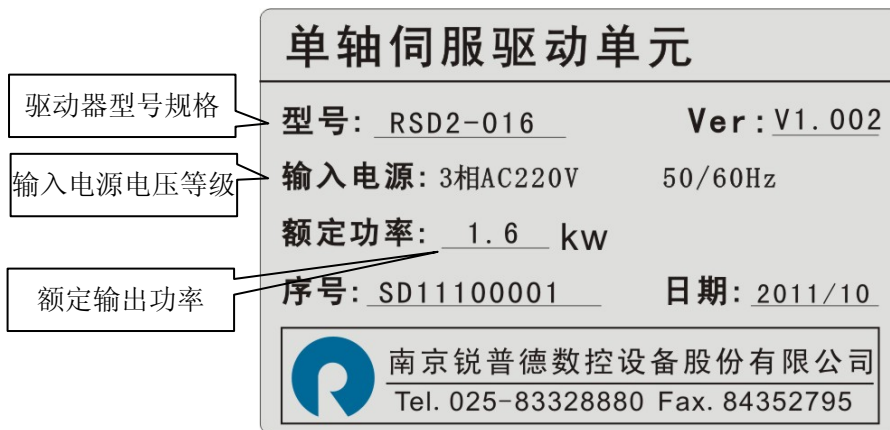 单轴伺服驱动单元
驱动器型号规格
型号: RSD2-016 Ver: V1.002
输入电源电压等级
输入电源: 3相AC220V 50/60Hz
额定功率: 1.6 kw
额定输出功率
序号: SD11100001 日期: 2011/10
南京锐普德数控设备股份有限公司
Tel. 025-83328880 Fax. 84352795